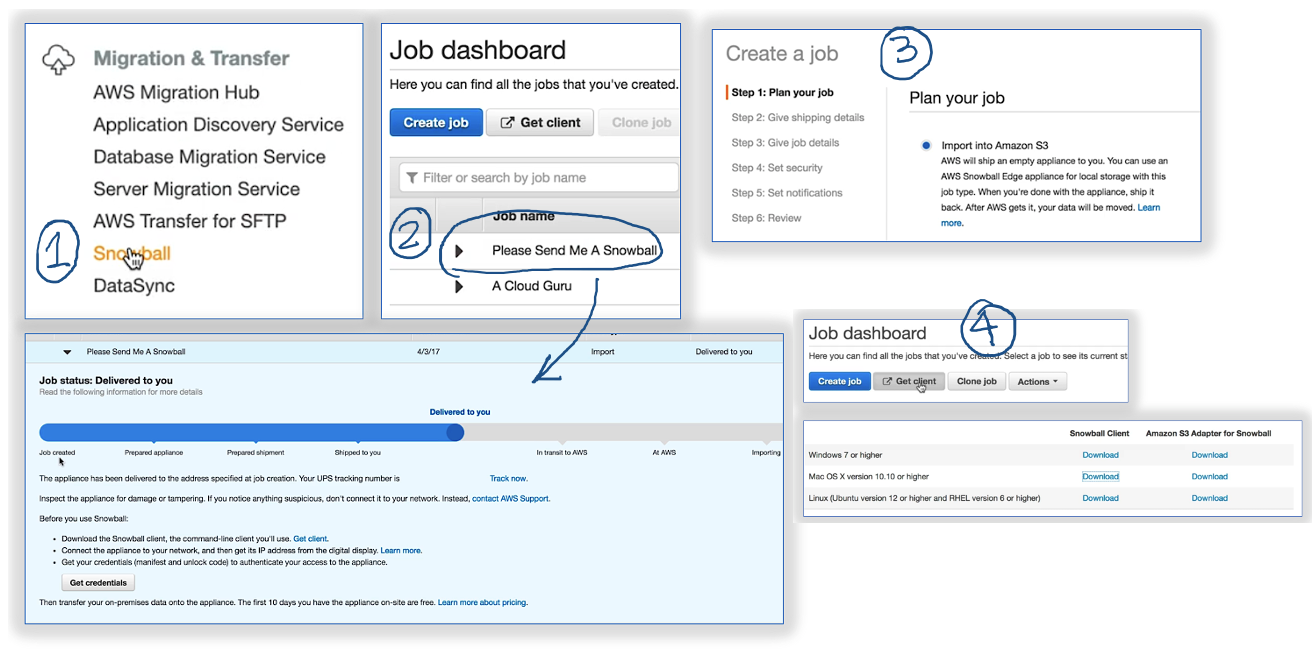 1
Migration & Transfer
AWS Migration Hub
Application Discovery Service
Database Migration Service
Server Migration Service
AWS Transfer for SFTP
Snowball
DataSync
Job dashboard
Here you can find all the jobs that you've created.
Create job Get client Clone job
Filter or search by job name
2
Job name
Please Send Me A Snowball
A Cloud Guru
3
Create a job
Step 1: Plan your job
Step 2: Give shipping details
Step 3: Give job details
Step 4: Set security
Step 5: Set notifications
Step 6: Review
Plan your job
Import into Amazon S3
AWS will ship an empty appliance to you. You can use an
AWS Snowball Edge appliance for local storage with this
job type. When you're done with the appliance, ship it
back. After AWS gets it, your data will be moved. Learn
more.
Please Send Me A Snowball 4/3/17 Import Delivered to you
Job status: Delivered to you
Read the following information for more details
Delivered to you
Job created Prepared appliance Prepared shipment Shipped to you In transit to AWS At AWS Importing
The appliance has been delivered to the address specified at job creation. Your UPS tracking number is Track now.
Inspect the appliance for damage or tampering. If you notice anything suspicious, don't connect it to your network. Instead, contact AWS Support.
Before you use Snowball:
• Download the Snowball client, the command-line client you'll use. Get client.
• Connect the appliance to your network, and then get its IP address from the digital display. Learn more.
• Get your credentials (manifest and unlock code) to authenticate your access to the appliance.
Get credentials
Then transfer your on-premises data onto the appliance. The first 10 days you have the appliance on-site are free. Learn more about pricing.
4
Job dashboard
Here you can find all the jobs that you've created. Select a job to see its current st
Create job Get client Clone job Actions
Snowball Client Amazon S3 Adapter for Snowball
Windows 7 or higher Download Download
Mac OS X version 10.10 or higher Download Download
Linux (Ubuntu version 12 or higher and RHEL version 6 or higher) Download Download